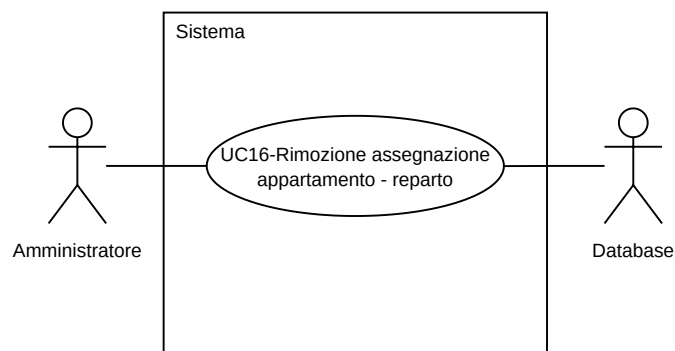 Sistema
UC16-Rimozione assegnazione
appartamento - reparto
Amministratore
Database